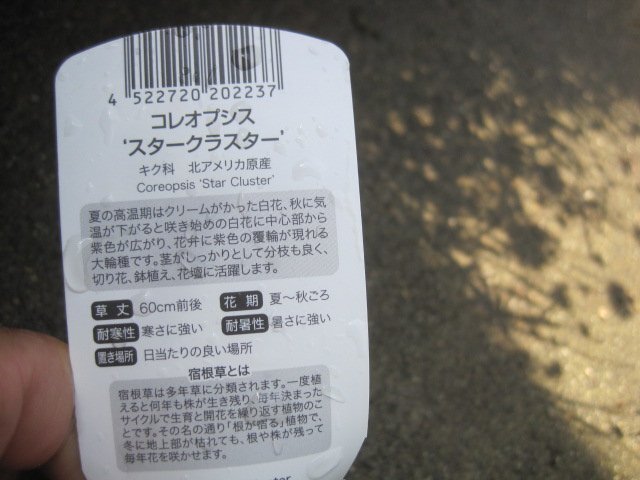 4 522720 202237
コレオプシス
‘スタークラスター’
キク科 北アメリカ原産
Coreopsis ‘Star Cluster’
夏の高温期はクリームがかった白花、秋に気
温が下がると咲き始めの白花に中心部から
紫色が広がり、花弁に紫色の覆輪が現れる
大輪種です。茎がしっかりとして分枝も良く、
切り花、鉢植え、花壇に活躍します。
草丈 60cm前後 花期 夏〜秋ごろ
耐寒性 寒さに強い 耐暑性 暑さに強い
置き場所 日当たりの良い場所
宿根草とは
宿根草は多年草に分類されます。一度植
えると何年も株が生き残り、毎年決まった
サイクルで生育と開花を繰り返す植物のこ
とです。その名の通り「根が宿る」植物で、
冬に地上部が枯れても、根や株が残って
毎年花を咲かせます。